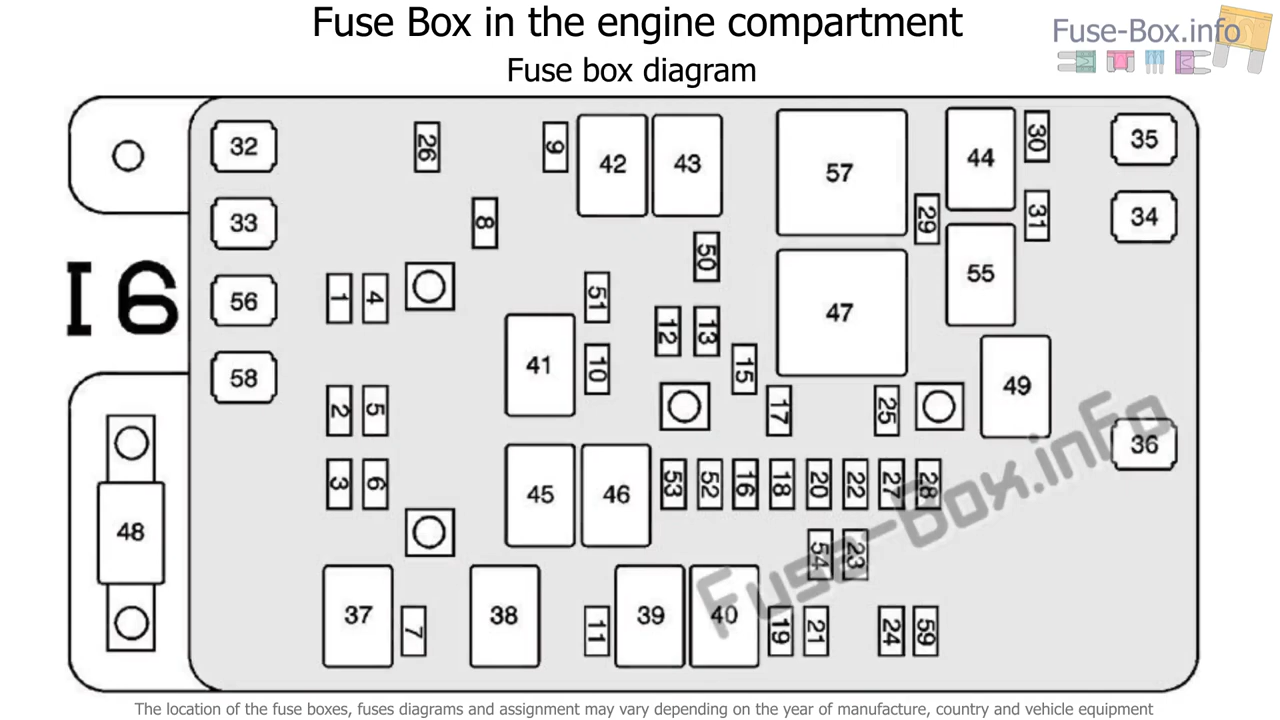 Fuse Box in the engine compartment
Fuse box diagram
Fuse-Box.info
32 26 9 42 43 57 44 30 35
33 8 29 31 34
50 55
I6 56 1 4 51 47
12 13
58 41 10 15 49
2 5 17 25
36
3 6 45 46 53 52 16 18 20 22 27 28
48 54 23
37 7 38 11 39 40 19 21 24 59
Fuse-Box.inFo
The location of the fuse boxes, fuses diagrams and assignment may vary depending on the year of manufacture, country and vehicle equipment